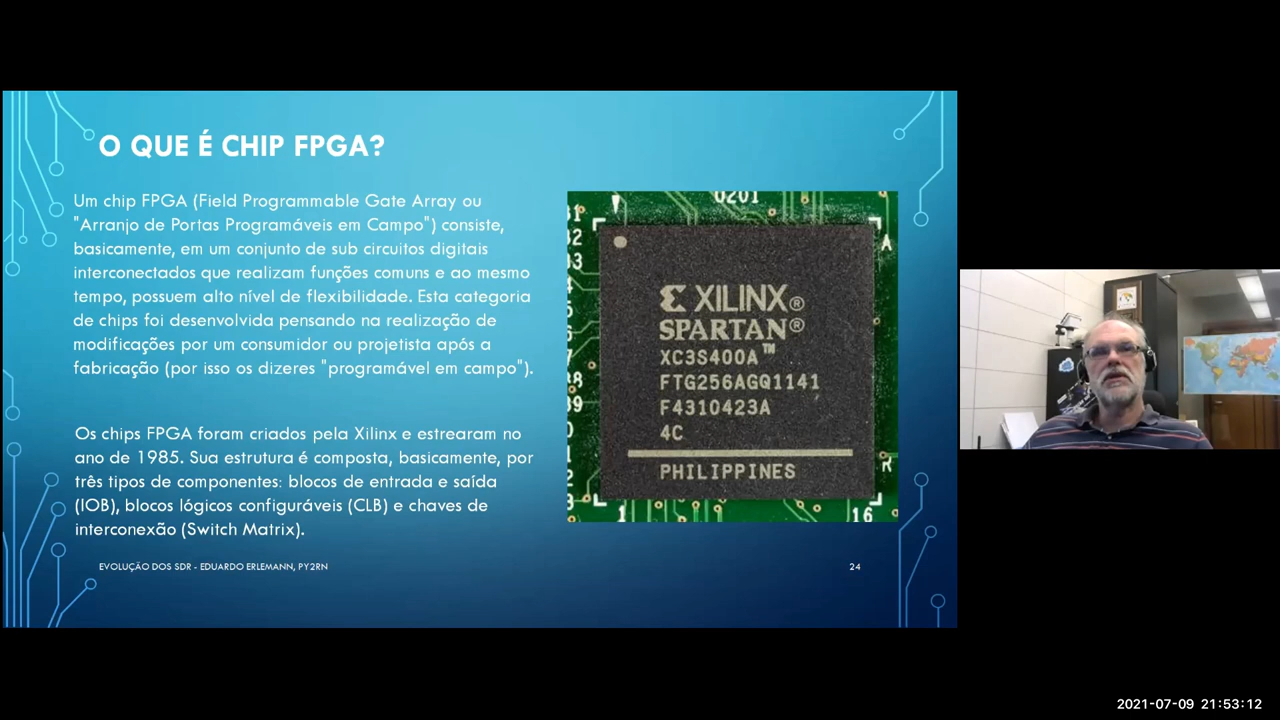 O QUE É CHIP FPGA?
Um chip FPGA (Field Programmable Gate Array ou
"Arranjo de Portas Programáveis em Campo") consiste,
basicamente, em um conjunto de sub circuitos digitais
interconectados que realizam funções comuns e ao mesmo
tempo, possuem alto nível de flexibilidade. Esta categoria
de chips foi desenvolvida pensando na realização de
modificações por um consumidor ou projetista após a
fabricação (por isso os dizeres "programável em campo").
Os chips FPGA foram criados pela Xilinx e estrearam no
ano de 1985. Sua estrutura é composta, basicamente, por
três tipos de componentes: blocos de entrada e saída
(IOB), blocos lógicos configuráveis (CLB) e chaves de
interconexão (Switch Matrix).
U201
A
XILINX®
SPARTAN®
XC3S400A™
FTG256AGQ1141
F4310423A
4C
PHILIPPINES
R
1
16
EVOLUÇÃO DOS SDR - EDUARDO ERLEMANN, PY2RN
24
2021-07-09 21:53:12